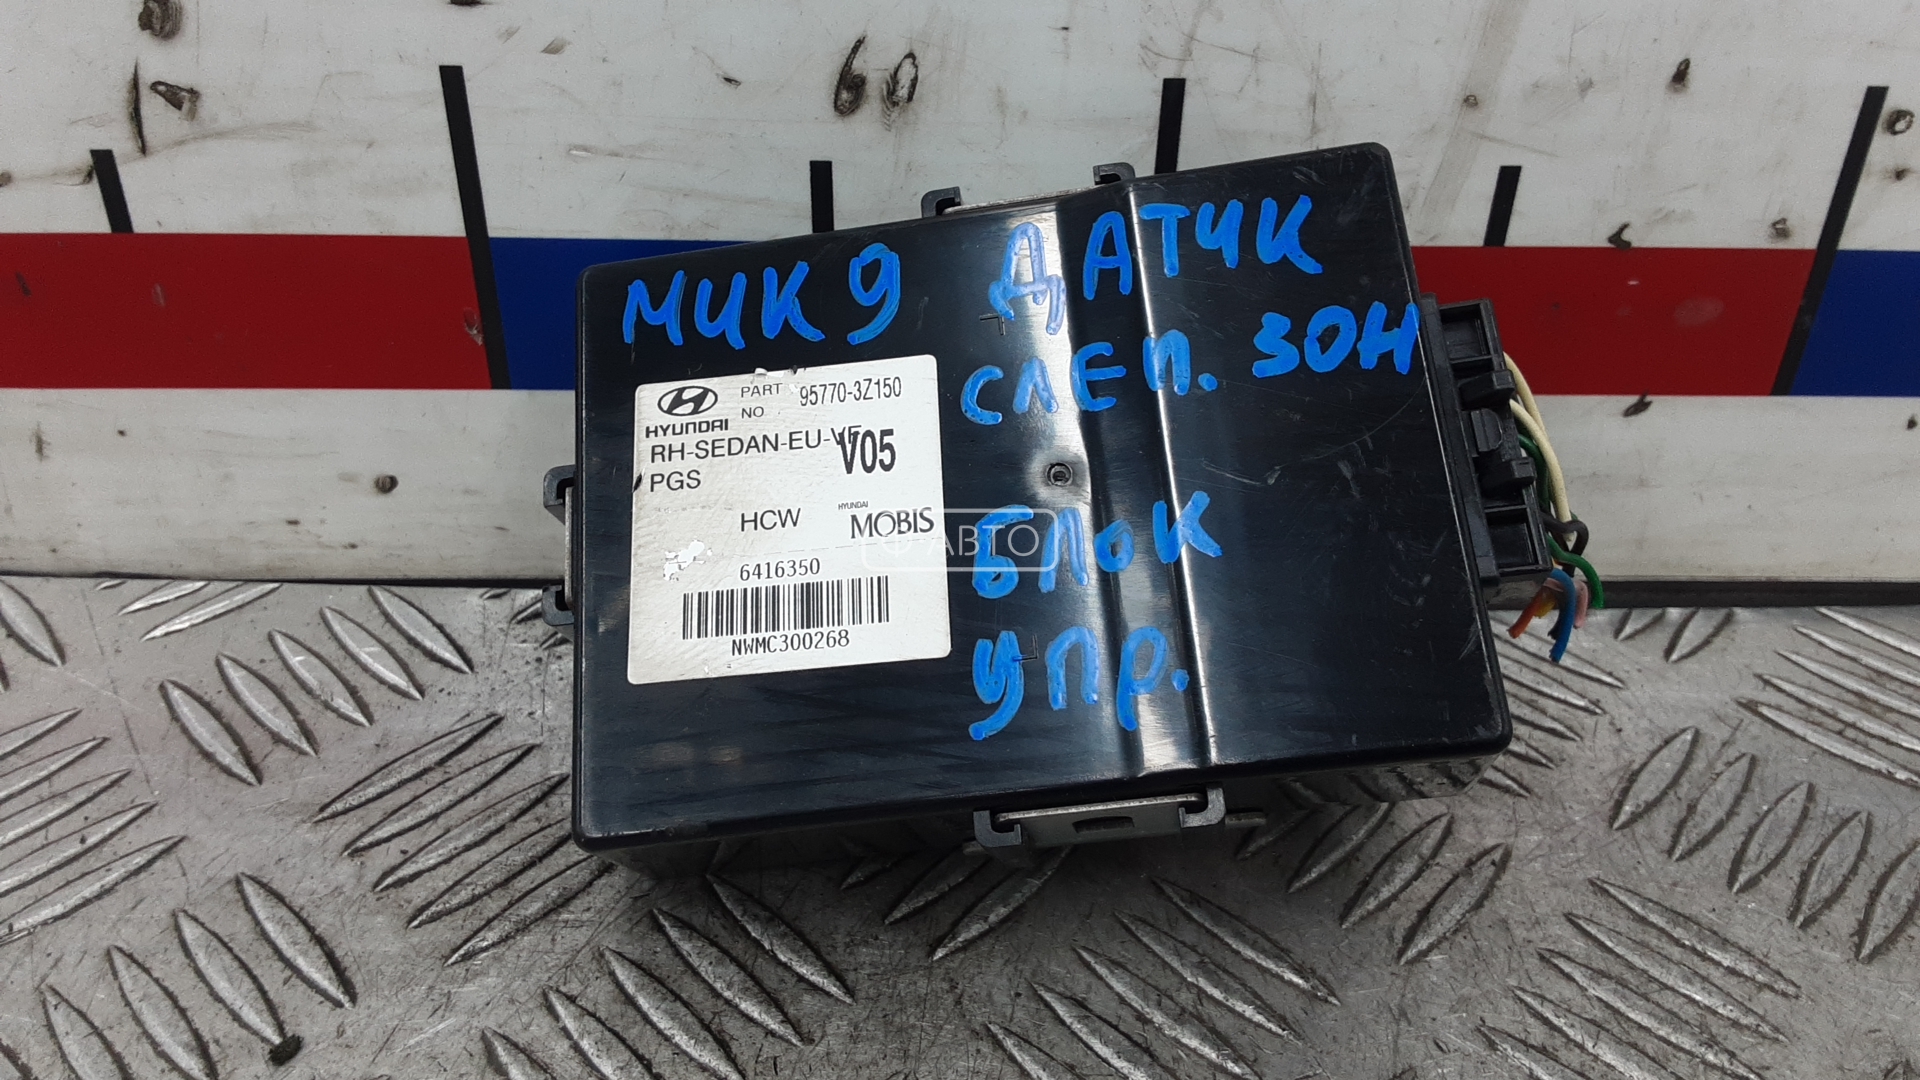 МИК 9 ДАТЧК
СЛЕП. ЗОН
БЛОК
УПР.
HYUNDAI
PART NO. 95770-3Z150
RH-SEDAN-EU-VF
V05
PGS
HCW
HYUNDAI
MOBIS
6416350
NWMC300268
Ф-АВТО